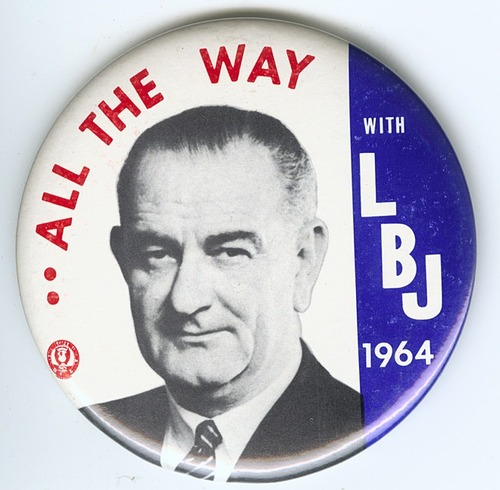 ••ALL THE WAY
WITH
LBJ
1964